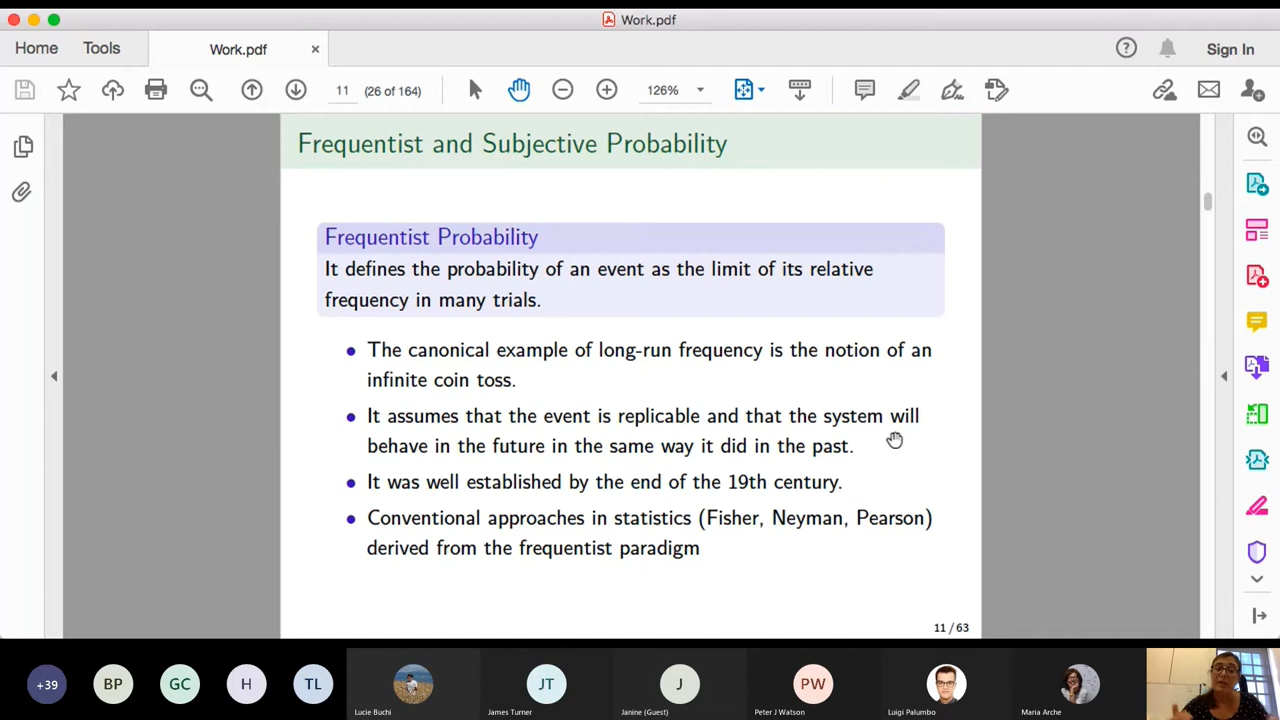 Work.pdf
Home
Tools
Work.pdf
Sign In
11
(26 of 164)
126%
Frequentist and Subjective Probability
Frequentist Probability
It defines the probability of an event as the limit of its relative
frequency in many trials.
The canonical example of long-run frequency is the notion of an
infinite coin toss.
It assumes that the event is replicable and that the system will
behave in the future in the same way it did in the past.
It was well established by the end of the 19th century.
Conventional approaches in statistics (Fisher, Neyman, Pearson)
derived from the frequentist paradigm
11 / 63
+39
BP
GC
H
TL
JT
J
PW
Lucie Buchi
James Turner
Janine (Guest)
Peter J Watson
Luigi Palumbo
Maria Arche